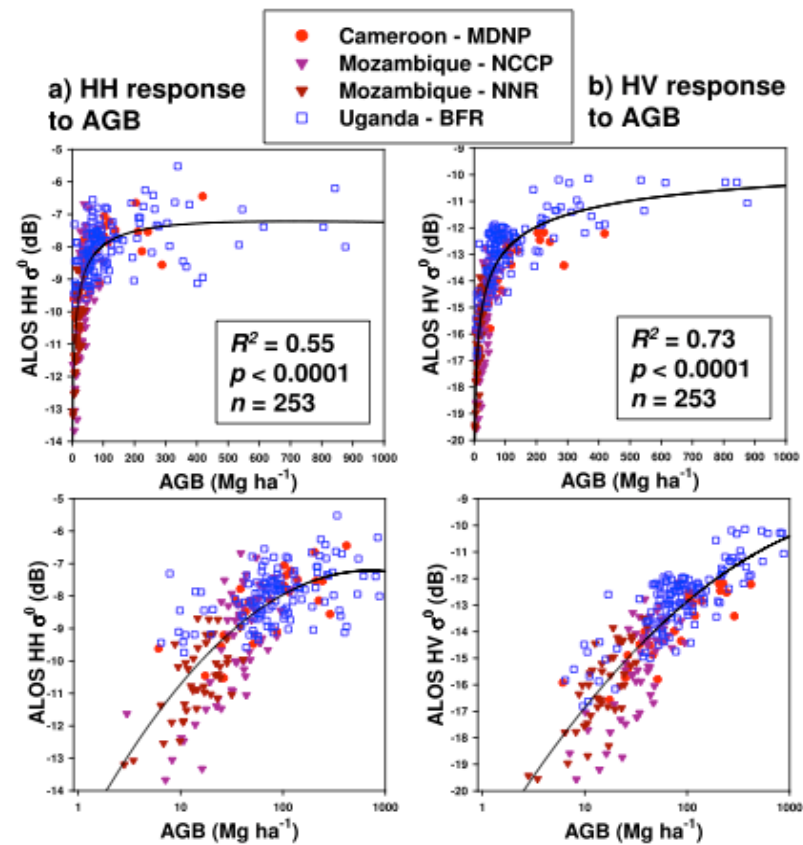 Cameroon - MDNP
Mozambique - NCCP
Mozambique - NNR
Uganda - BFR
a) HH response
to AGB
b) HV response
to AGB
-5
-6
-7
-8
-9
-10
-11
-12
-13
-14
ALOS HH σ⁰ (dB)
R² = 0.55
p < 0.0001
n = 253
0 100 200 300 400 500 600 700 800 900 1000
AGB (Mg ha⁻¹)
-9
-10
-11
-12
-13
-14
-15
-16
-17
-18
-19
-20
ALOS HV σ⁰ (dB)
R² = 0.73
p < 0.0001
n = 253
0 100 200 300 400 500 600 700 800 900 1000
AGB (Mg ha⁻¹)
-5
-6
-7
-8
-9
-10
-11
-12
-13
-14
ALOS HH σ⁰ (dB)
1 10 100 1000
AGB (Mg ha⁻¹)
-9
-10
-11
-12
-13
-14
-15
-16
-17
-18
-19
-20
ALOS HV σ⁰ (dB)
1 10 100 1000
AGB (Mg ha⁻¹)